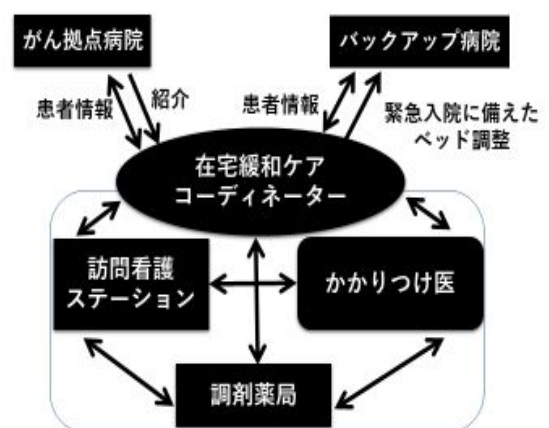 がん拠点病院
バックアップ病院
患者情報
紹介
患者情報
緊急入院に備えた
ベッド調整
在宅緩和ケア
コーディネーター
訪問看護
ステーション
かかりつけ医
調剤薬局